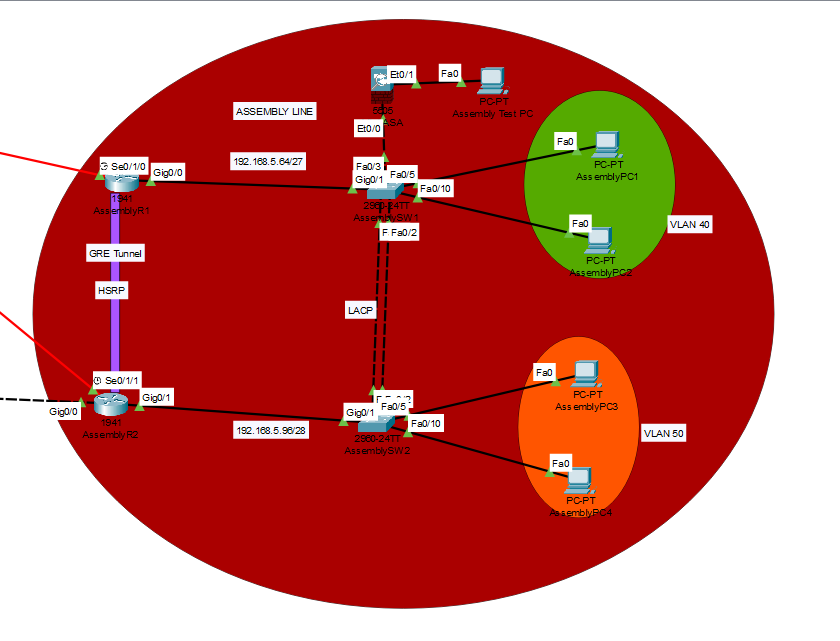 Et0/1
Fa0
5505
ASA
PC-PT
Assembly Test PC
ASSEMBLY LINE
Et0/0
Fa0
PC-PT
AssemblyPC1
192.168.5.64/27
Se0/1/0
Gig0/0
Fa0/3
Fa0/5
Gig0/1
Fa0/10
1941
AssemblyR1
2960-24TT
AssemblySW1
Fa0
VLAN 40
F
Fa0/2
PC-PT
AssemblyPC2
GRE Tunnel
HSRP
LACP
Se0/1/1
Fa0
PC-PT
AssemblyPC3
Gig0/0
Gig0/1
1941
AssemblyR2
Fa0/5
Gig0/1
Fa0/10
192.168.5.96/28
2960-24TT
AssemblySW2
VLAN 50
Fa0
PC-PT
AssemblyPC4